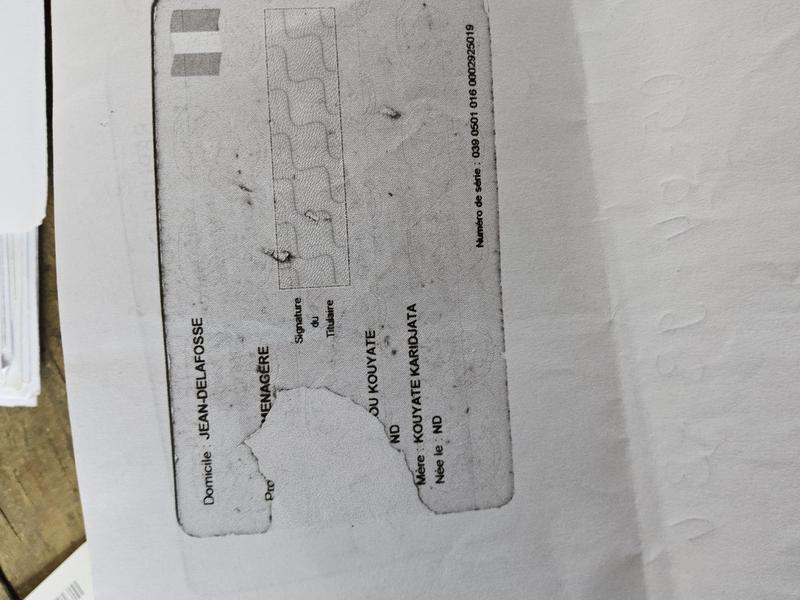 Domicile : JEAN-DELAFOSSE
Pro MENAGERE
Signature
du
Titulaire
OU KOUYATE
ND
Mère : KOUYATE KARIDJATA
Née le : ND
Numéro de série : 039 0501 016 0002925019